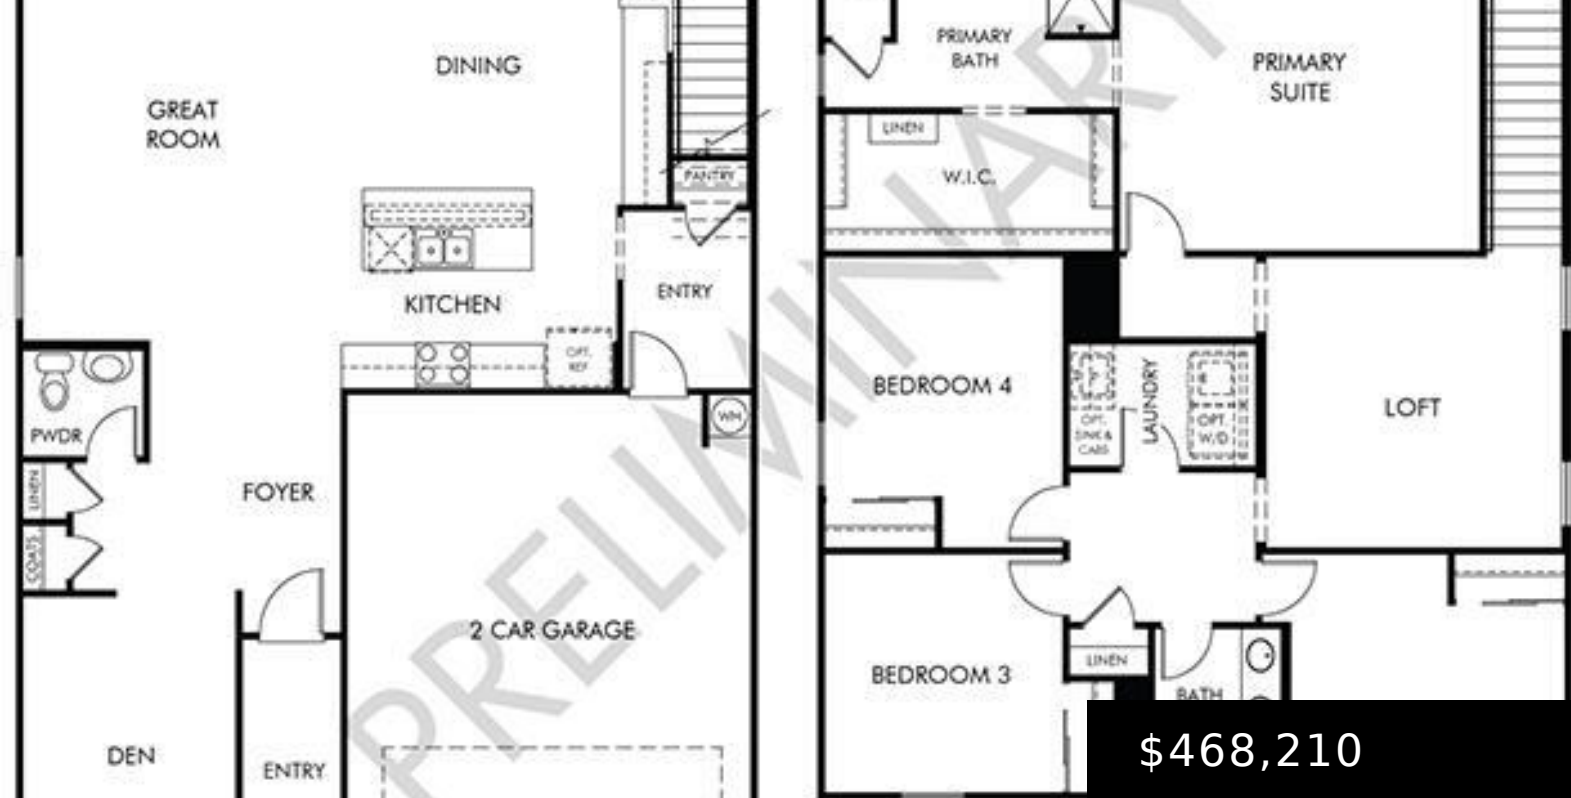 DINING
GREAT
ROOM
PANTRY
ENTRY
KITCHEN
OPT.
REF
PWDR
WH
LINEN
FOYER
COATS
2 CAR GARAGE
DEN
ENTRY
PRIMARY
BATH
PRIMARY
SUITE
LINEN
W.I.C.
BEDROOM 4
OPT.
SINK &
CABS
LAUNDRY
OPT.
W/D
LOFT
BEDROOM 3
LINEN
BATH
PRELIMINARY
$468,210